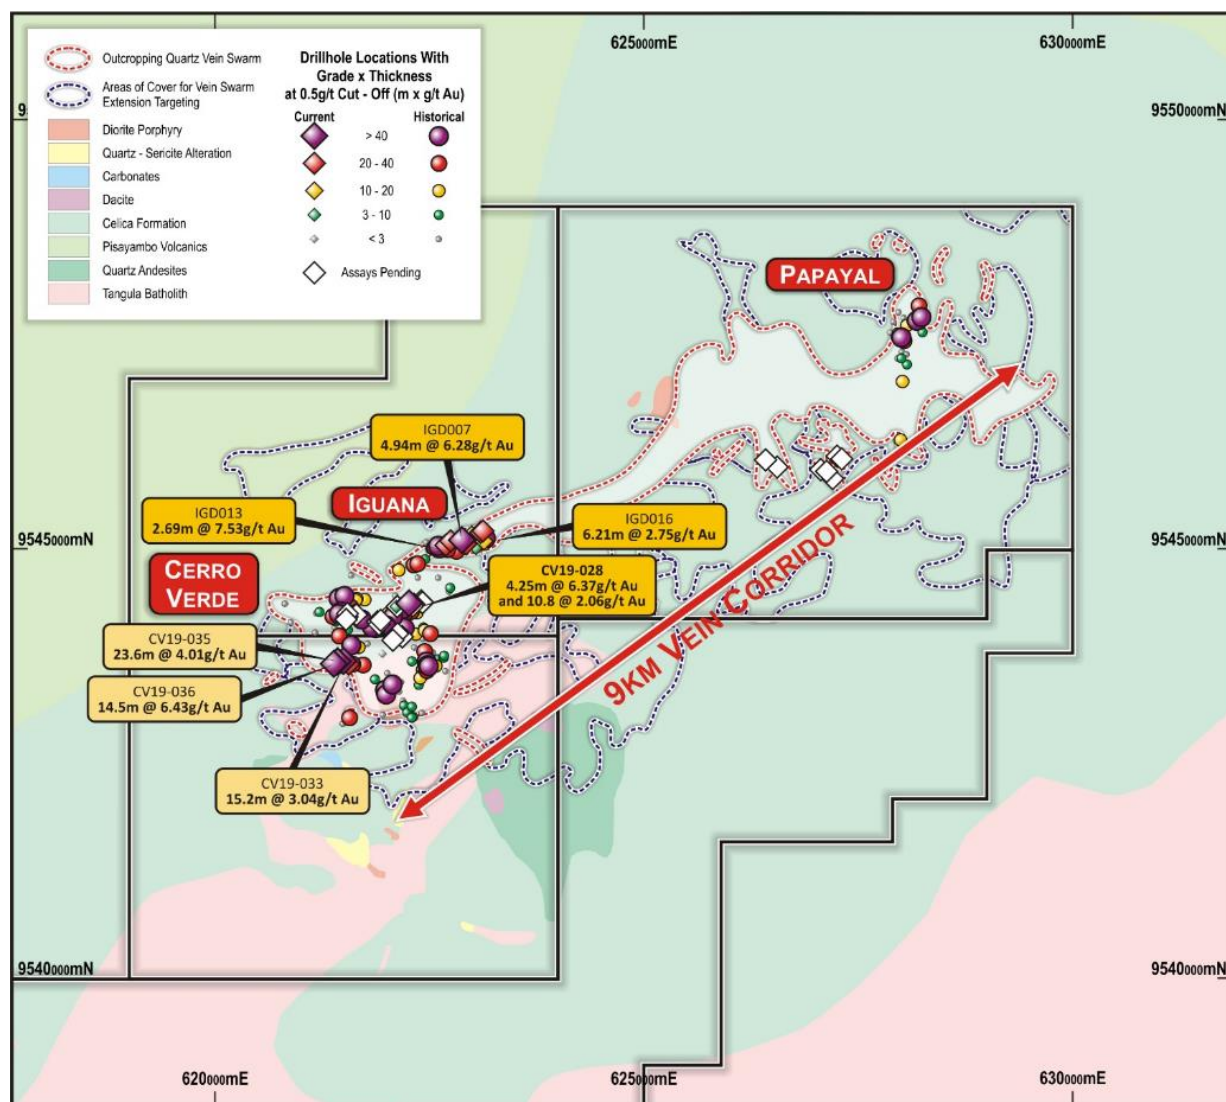 625000mE
630000mE
Outcropping Quartz Vein Swarm
Areas of Cover for Vein Swarm
Extension Targeting
Diorite Porphyry
Quartz - Sericite Alteration
Carbonates
Dacite
Celica Formation
Pisayambo Volcanics
Quartz Andesites
Tangula Batholith
Drillhole Locations With
Grade x Thickness
at 0.5g/t Cut - Off (m x g/t Au)
Current
Historical
> 40
20 - 40
10 - 20
3 - 10
< 3
Assays Pending
9550000mN
PAPAYAL
IGD007
4.94m @ 6.28g/t Au
IGUANA
IGD013
2.69m @ 7.53g/t Au
IGD016
6.21m @ 2.75g/t Au
9545000mN
9545000mN
CERRO
VERDE
CV19-028
4.25m @ 6.37g/t Au
and 10.8 @ 2.06g/t Au
CV19-035
23.6m @ 4.01g/t Au
CV19-036
14.5m @ 6.43g/t Au
CV19-033
15.2m @ 3.04g/t Au
9KM VEIN CORRIDOR
9540000mN
9540000mN
620000mE
625000mE
630000mE